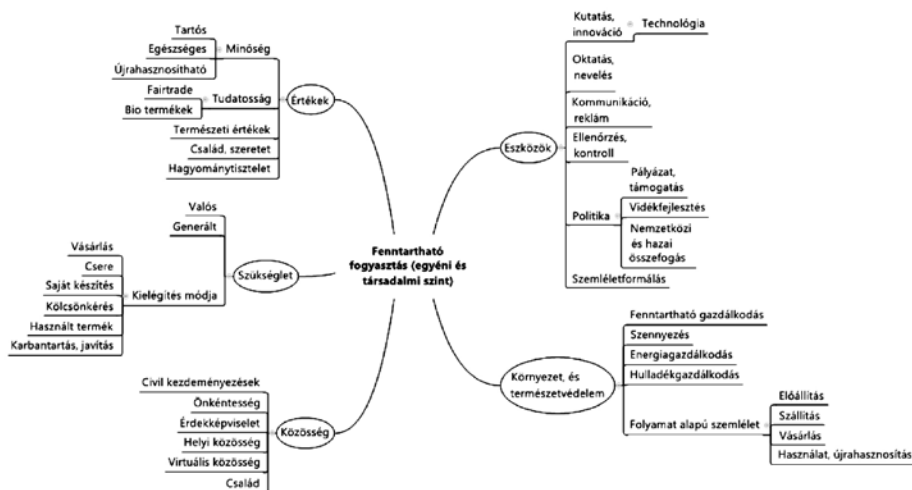 Tartós
Egészséges
Újrahasznosítható
Minőség
Fairtrade
Bio termékek
Tudatosság
Természeti értékek
Család, szeretet
Hagyománytisztelet
Értékek
Valós
Generált
Vásárlás
Csere
Saját készítés
Kölcsönkérés
Használt termék
Karbantartás, javítás
Kielégítés módja
Szükséglet
Civil kezdeményezések
Önkéntesség
Érdekképviselet
Helyi közösség
Virtuális közösség
Család
Közösség
Fenntartható
fogyasztás (egyéni és
társadalmi szint)
Eszközök
Kutatás,
innováció
Technológia
Oktatás,
nevelés
Kommunikáció,
reklám
Ellenőrzés,
kontroll
Politika
Pályázat,
támogatás
Vidékfejlesztés
Nemzetközi
és hazai
összefogás
Szemléletformálás
Környezet, és
természetvédelem
Fenntartható gazdálkodás
Szennyezés
Energiagazdálkodás
Hulladékgazdálkodás
Folyamat alapú szemlélet
Előállítás
Szállítás
Vásárlás
Használat, újrahasznosítás